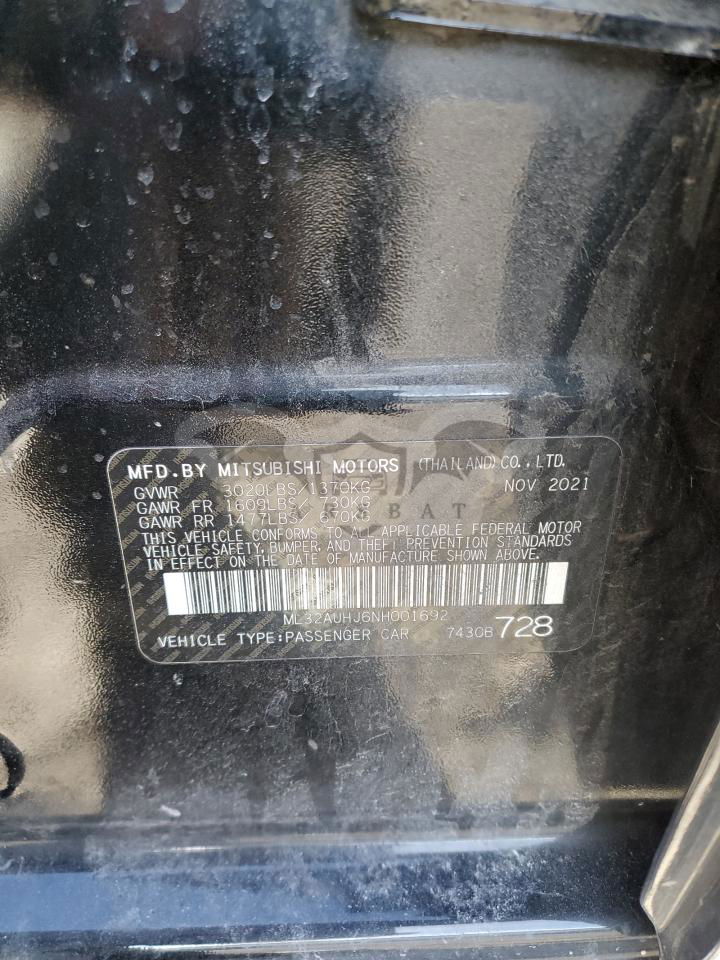 MFD.BY MITSUBISHI MOTORS (THAILAND) CO.,LTD.
GVWR 3020LBS/1370KG NOV 2021
GAWR FR 1609LBS/ 730KG
GAWR RR 1477LBS/ 670KG
THIS VEHICLE CONFORMS TO ALL APPLICABLE FEDERAL MOTOR
VEHICLE SAFETY, BUMPER, AND THEFT PREVENTION STANDARDS
IN EFFECT ON THE DATE OF MANUFACTURE SHOWN ABOVE.
ML32AUHJ6NH001692
VEHICLE TYPE:PASSENGER CAR 7430B 728